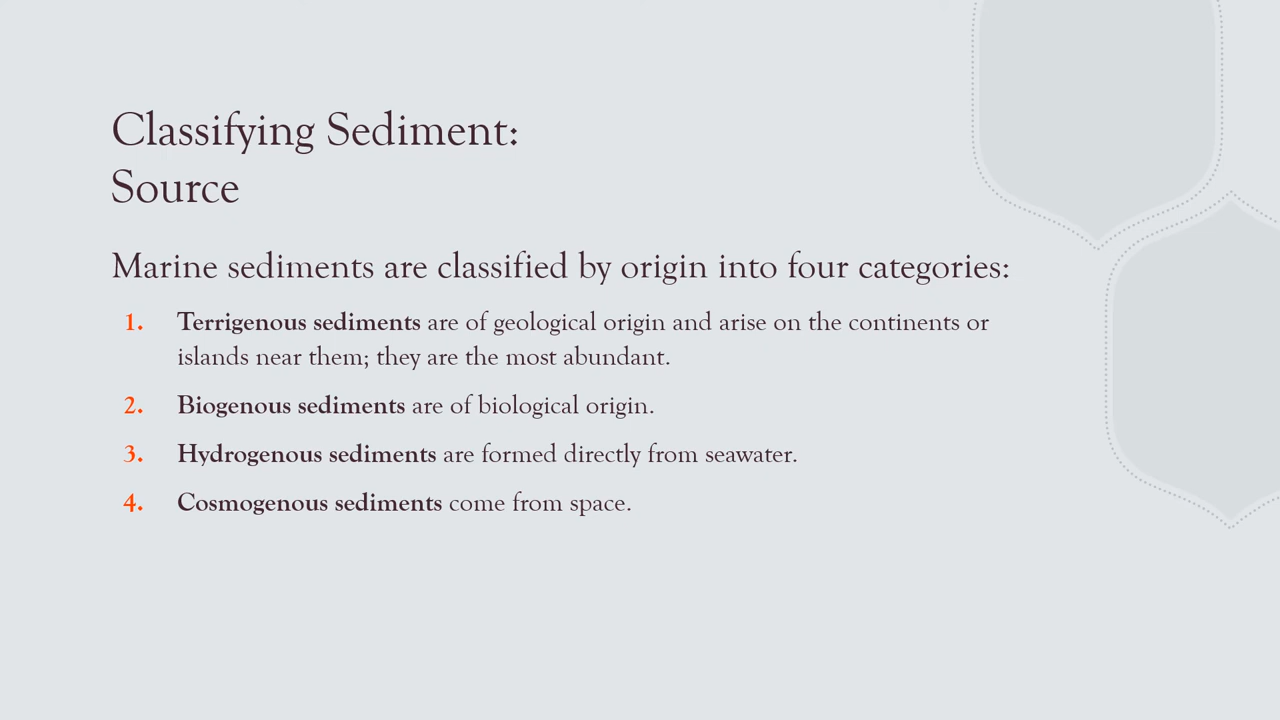 Classifying Sediment:
Source
Marine sediments are classified by origin into four categories:
1. Terrigenous sediments are of geological origin and arise on the continents or
islands near them; they are the most abundant.
2. Biogenous sediments are of biological origin.
3. Hydrogenous sediments are formed directly from seawater.
4. Cosmogenous sediments come from space.